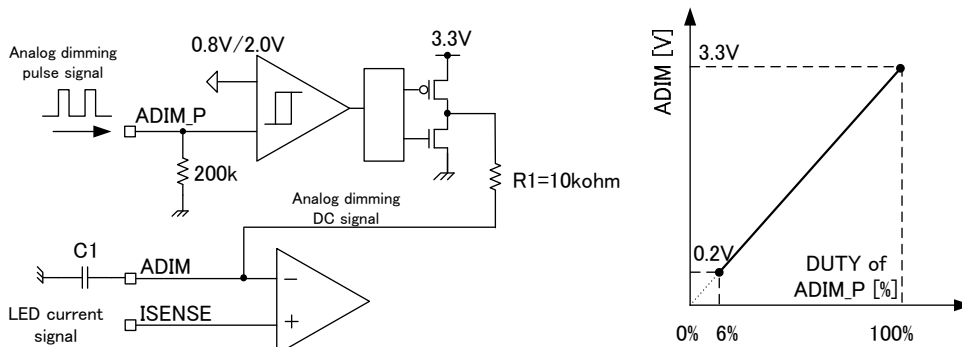 Analog dimming
pulse signal
0.8V/2.0V
3.3V
ADIM_P
200k
R1=10kohm
Analog dimming
DC signal
C1
ADIM
−
LED current
signal
ISENSE
+
ADIM [V]
3.3V
0.2V
DUTY of
ADIM_P [%]
0%
6%
100%